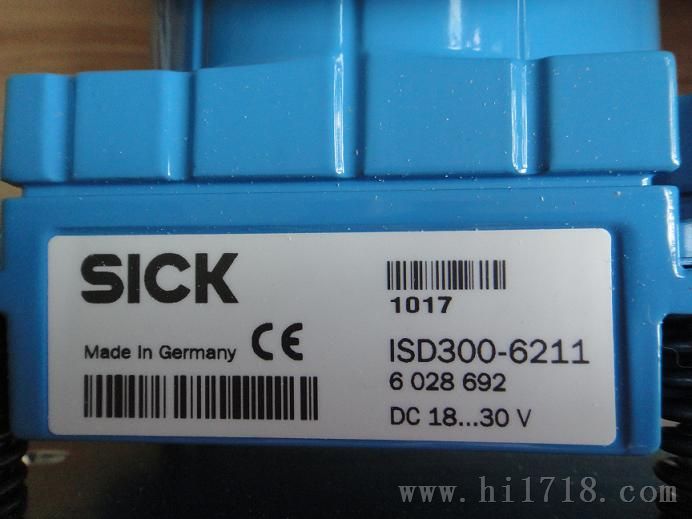 SICK
1017
Made In Germany CE
ISD300-6211
6 028 692
DC 18...30 V
www.hi1718.com